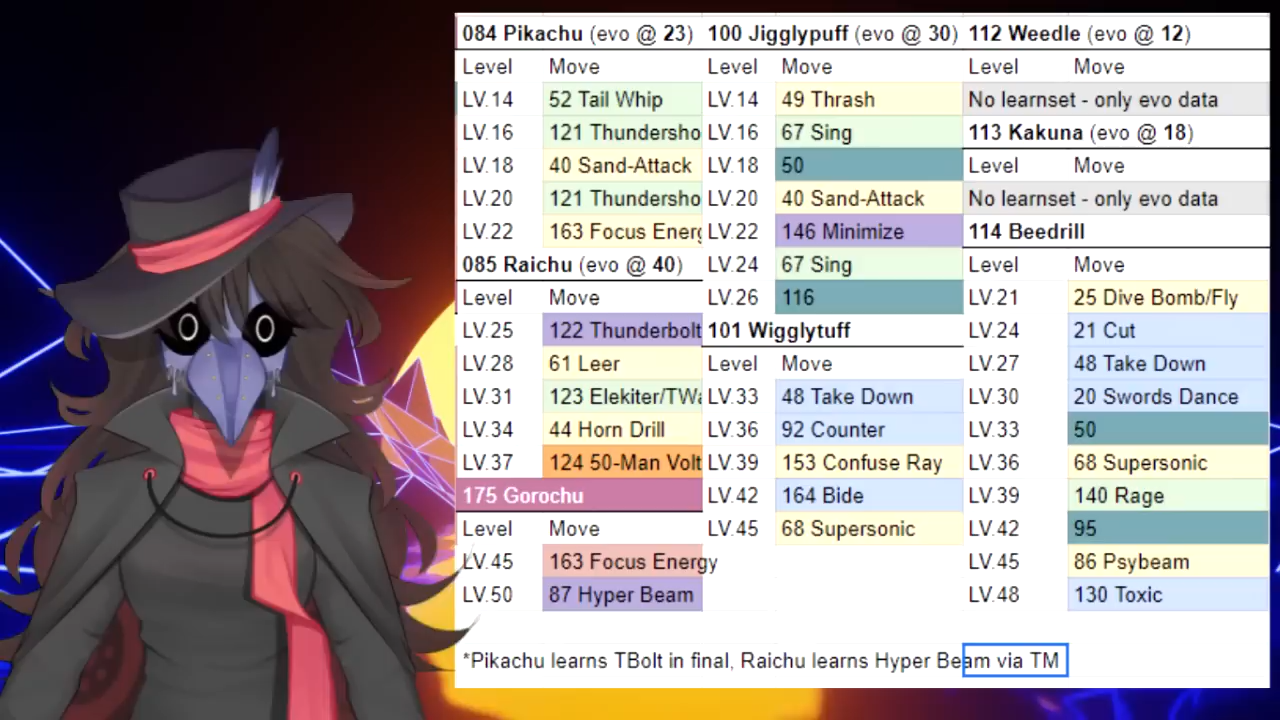 084 Pikachu (evo @ 23)
Level Move
LV.14 52 Tail Whip
LV.16 121 Thundersho
LV.18 40 Sand-Attack
LV.20 121 Thundersho
LV.22 163 Focus Energ
085 Raichu (evo @ 40)
Level Move
LV.25 122 Thunderbolt
LV.28 61 Leer
LV.31 123 Elekiter/TWa
LV.34 44 Horn Drill
LV.37 124 50-Man Volt
175 Gorochu
Level Move
LV.45 163 Focus Energy
LV.50 87 Hyper Beam
100 Jigglypuff (evo @ 30)
Level Move
LV.14 49 Thrash
LV.16 67 Sing
LV.18 50
LV.20 40 Sand-Attack
LV.22 146 Minimize
LV.24 67 Sing
LV.26 116
101 Wigglytuff
Level Move
LV.33 48 Take Down
LV.36 92 Counter
LV.39 153 Confuse Ray
LV.42 164 Bide
LV.45 68 Supersonic
112 Weedle (evo @ 12)
Level Move
No learnset - only evo data
113 Kakuna (evo @ 18)
Level Move
No learnset - only evo data
114 Beedrill
Level Move
LV.21 25 Dive Bomb/Fly
LV.24 21 Cut
LV.27 48 Take Down
LV.30 20 Swords Dance
LV.33 50
LV.36 68 Supersonic
LV.39 140 Rage
LV.42 95
LV.45 86 Psybeam
LV.48 130 Toxic
*Pikachu learns TBolt in final, Raichu learns Hyper Beam via TM